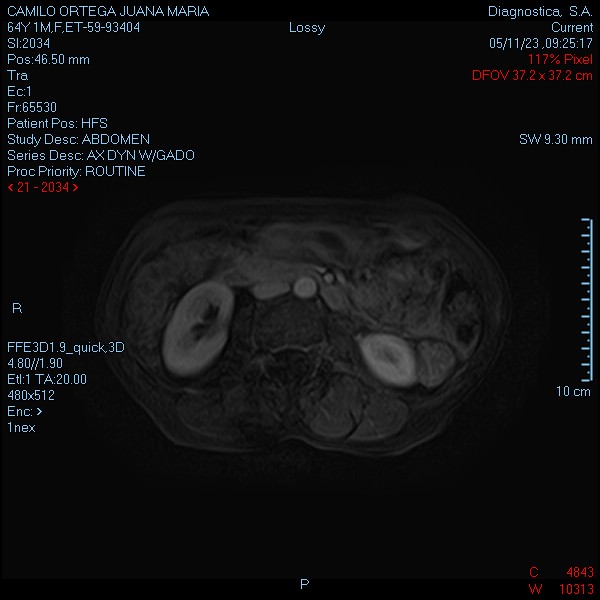 CAMILO ORTEGA JUANA MARIA
Diagnostica, S.A.
64Y 1M,F,ET-59-93404
Lossy
Current
SI:2034
05/11/23 ,09:25:17
Pos:46.50 mm
117% Pixel
Tra
DFOV 37.2 x 37.2 cm
Ec:1
Fr:65530
Patient Pos: HFS
Study Desc: ABDOMEN
SW 9.30 mm
Series Desc: AX DYN W/GADO
Proc Priority: ROUTINE
< 21 - 2034 >
R
FFE3D1.9_quick,3D
4.80//1.90
Etl:1 TA:20.00
480x512
10 cm
Enc: >
1nex
C 4843
P
W 10313